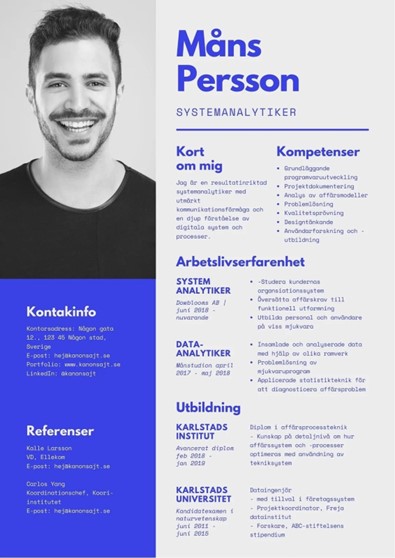 Måns
Persson
SYSTEMANALYTIKER
Kort
om mig
Jag är en resultatinriktad
systemanalytiker med
utmärkt
kommunikationsförmåga och
en djup förståelse av
digitala system och
processer.
Kompetenser
• Grundläggande
programvaruutveckling
• Projektdokumentering
• Analys av affärsmodeller
• Problemlösning
• Kvalitetsprövning
• Designtänkande
• Användarforskning och -
utbildning
Arbetslivserfarenhet
SYSTEM
ANALYTIKER
Dowblooms AB |
juni 2018 -
nuvarande
• -Studera kundernas
organsiationssystem
• Översätta affärskrav till
funktionell utformning
• Utbilda personal och användare
på viss mjukvara
DATA-
ANALYTIKER
Månstudion april
2017 - maj 2018
• Insamlade och analyserade data
med hjälp av olika ramverk
• Problemlösning av
mjukvaruprogram
• Applicerade statistikteknik för
att diagnosticera affärsproblem
Utbildning
KARLSTADS
INSTITUT
Avancerat diplom
feb 2018 -
jan 2019
Diplom i affärsprocessteknik
- Kunskap på detaljnivå om hur
affärssystem och -processer
optimeras med användning av
tekniksystem
KARLSTADS
UNIVERSITET
Kandidatexamen i
naturvetenskap
juni 2011 -
juni 2015
Dataingenjör
- med tillval i företagsystem
- Projektkoordinator, Freja
datainstitut
- Forskare, ABC-stiftelsens
stipendium
Kontakinfo
Kontorsadress: Någon gata
12., 123 45 Någon stad,
Sverige
E-post: hej@kanonsajt.se
Portfolio: www.kanonsajt.se
LinkedIn: @kanonsajt
Referenser
Kalle Larsson
VD, Ellekom
E-post: hej@kanonsajt.se
Carlos Yang
Koordinationschef, Kaori-
institutet
E-post: hej@kanonsajt.se